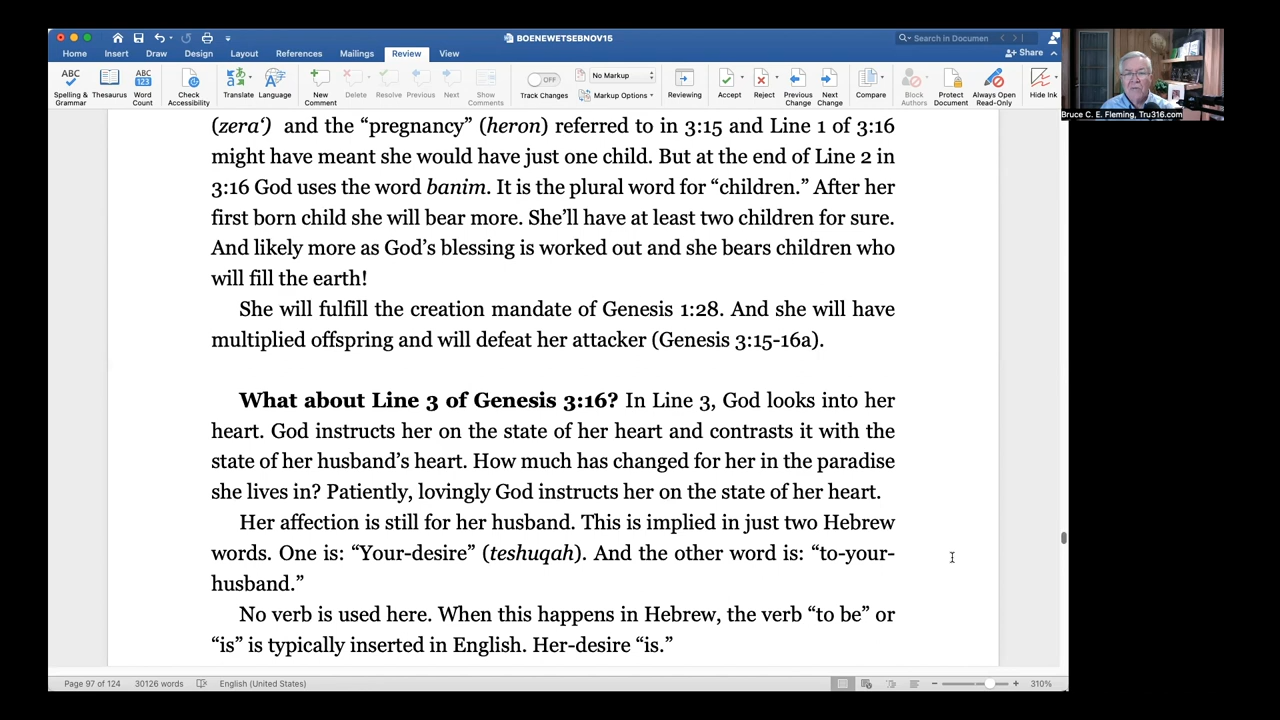 BOENEWETSEBNOV15
Search in Documen
Home Insert Draw Design Layout References Mailings Review View
Share
ABC
ABC
123
No Markup
OFF
Spelling & Grammar
Thesaurus
Word Count
Check Accessibility
Translate
Language
New Comment
Delete
Resolve
Previous
Next
Show Comments
Track Changes
Markup Options
Reviewing
Accept
Reject
Previous Change
Next Change
Compare
Block Authors
Protect Document
Always Open Read-Only
Hide Ink
Bruce C. E. Fleming, Tru316.com
(zera‘) and the “pregnancy” (heron) referred to in 3:15 and Line 1 of 3:16
might have meant she would have just one child. But at the end of Line 2 in
3:16 God uses the word banim. It is the plural word for “children.” After her
first born child she will bear more. She’ll have at least two children for sure.
And likely more as God’s blessing is worked out and she bears children who
will fill the earth!
She will fulfill the creation mandate of Genesis 1:28. And she will have
multiplied offspring and will defeat her attacker (Genesis 3:15-16a).
What about Line 3 of Genesis 3:16? In Line 3, God looks into her
heart. God instructs her on the state of her heart and contrasts it with the
state of her husband’s heart. How much has changed for her in the paradise
she lives in? Patiently, lovingly God instructs her on the state of her heart.
Her affection is still for her husband. This is implied in just two Hebrew
words. One is: “Your-desire” (teshuqah). And the other word is: “to-your-
husband.”
No verb is used here. When this happens in Hebrew, the verb “to be” or
“is” is typically inserted in English. Her-desire “is.”
Page 97 of 124 30126 words English (United States) 310%